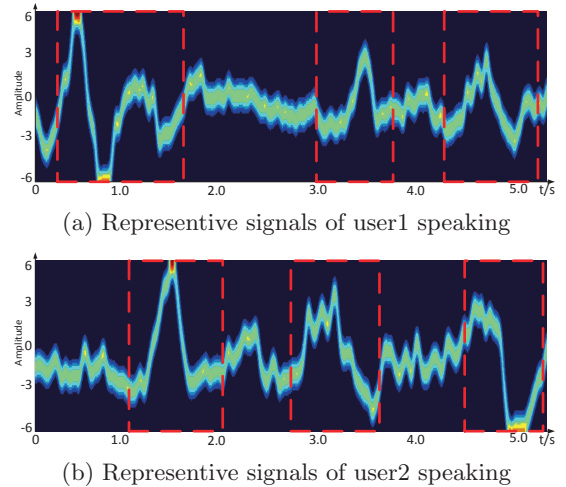 6
3
0
-3
-6
Amplitude
0 1.0 2.0 3.0 4.0 5.0 t/s
(a) Representive signals of user1 speaking
6
3
0
-3
-6
Amplitude
0 1.0 2.0 3.0 4.0 5.0 t/s
(b) Representive signals of user2 speaking